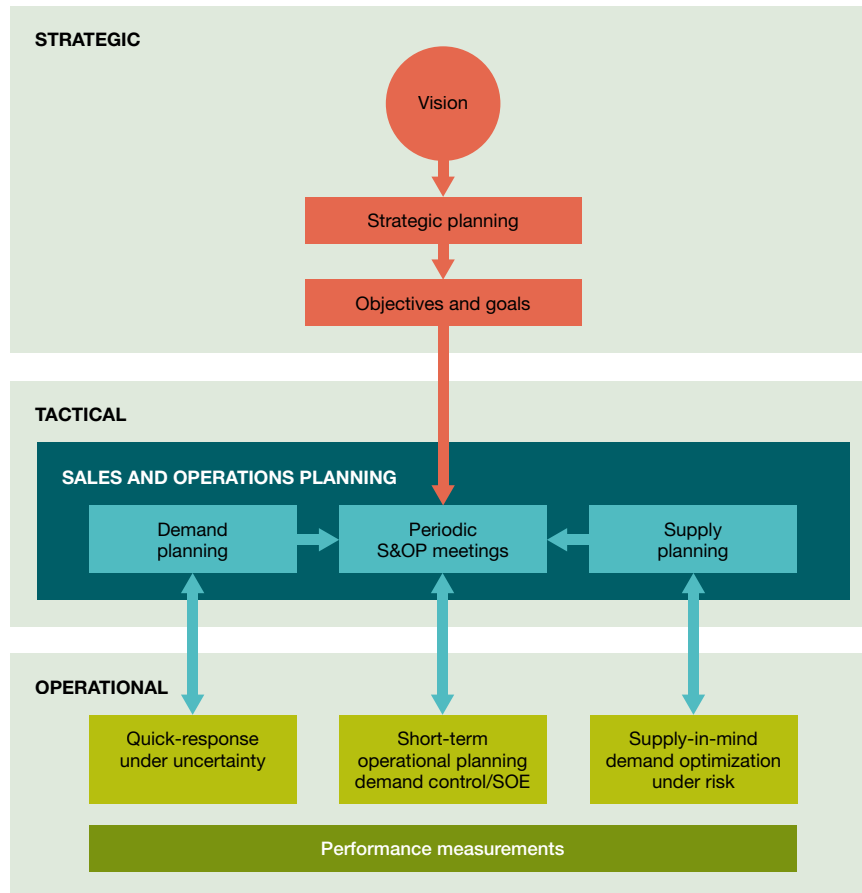 STRATEGIC
Vision
Strategic planning
Objectives and goals
TACTICAL
SALES AND OPERATIONS PLANNING
Demand
planning
Periodic
S&OP meetings
Supply
planning
OPERATIONAL
Quick-response
under uncertainty
Short-term
operational planning
demand control/SOE
Supply-in-mind
demand optimization
under risk
Performance measurements